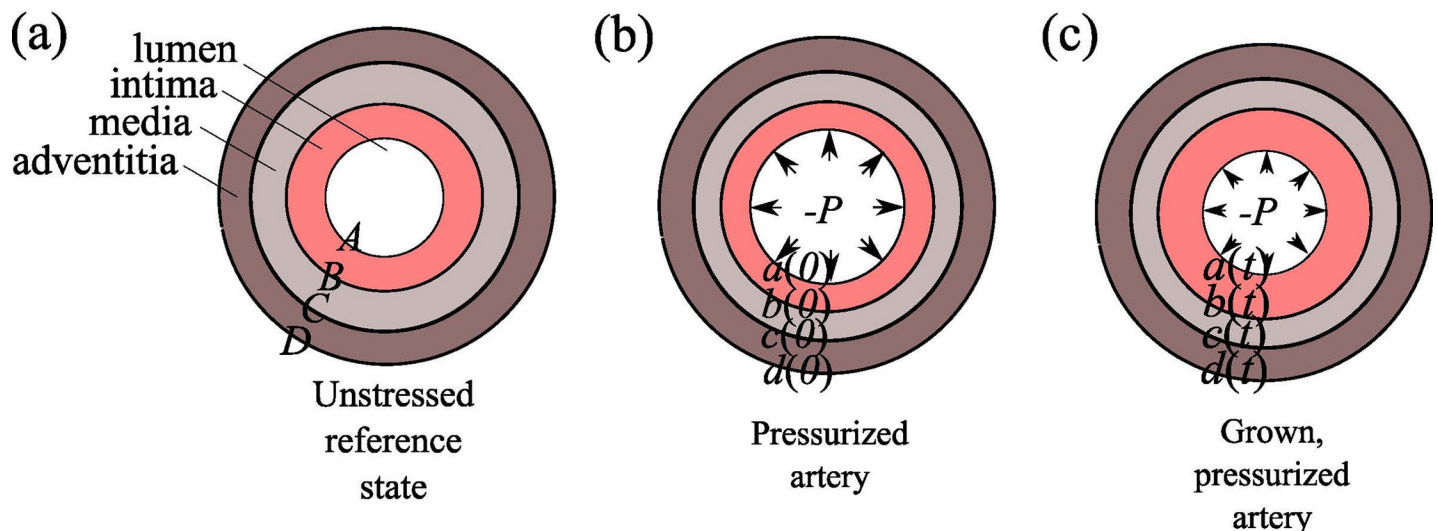 (a)
lumen
intima
media
adventitia
A
B
C
D
Unstressed
reference
state
(b)
-P
a(0)
b(0)
c(0)
d(0)
Pressurized
artery
(c)
-P
a(t)
b(t)
c(t)
d(t)
Grown,
pressurized
artery